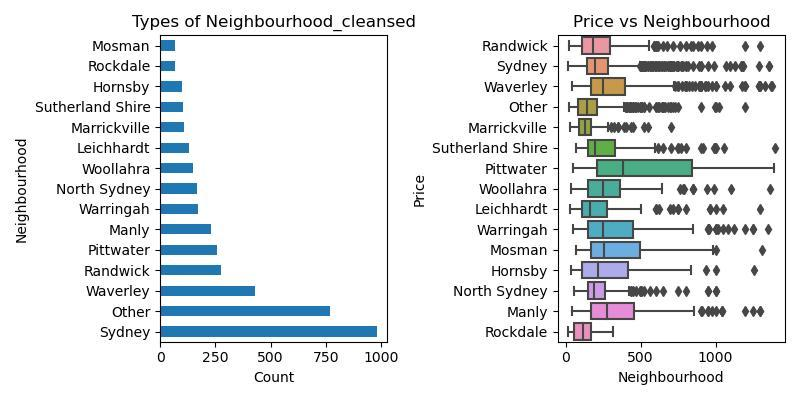 Types of Neighbourhood_cleansed
Neighbourhood
Mosman
Rockdale
Hornsby
Sutherland Shire
Marrickville
Leichhardt
Woollahra
North Sydney
Warringah
Manly
Pittwater
Randwick
Waverley
Other
Sydney
0 250 500 750 1000
Count
Price vs Neighbourhood
Price
Randwick
Sydney
Waverley
Other
Marrickville
Sutherland Shire
Pittwater
Woollahra
Leichhardt
Warringah
Mosman
Hornsby
North Sydney
Manly
Rockdale
0 500 1000
Neighbourhood